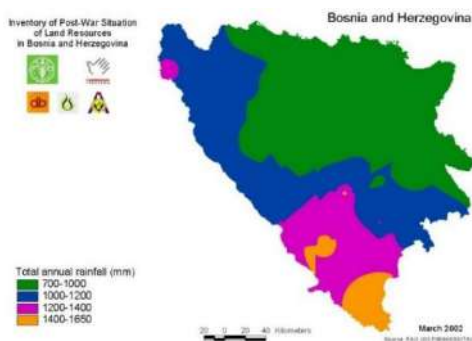 Inventory of Post-War Situation
of Land Resources
in Bosnia and Herzegovina
Bosnia and Herzegovina
Total annual rainfall (mm)
700-1000
1000-1200
1200-1400
1400-1650
20 0 20 40 Kilometers
March 2002
Source: